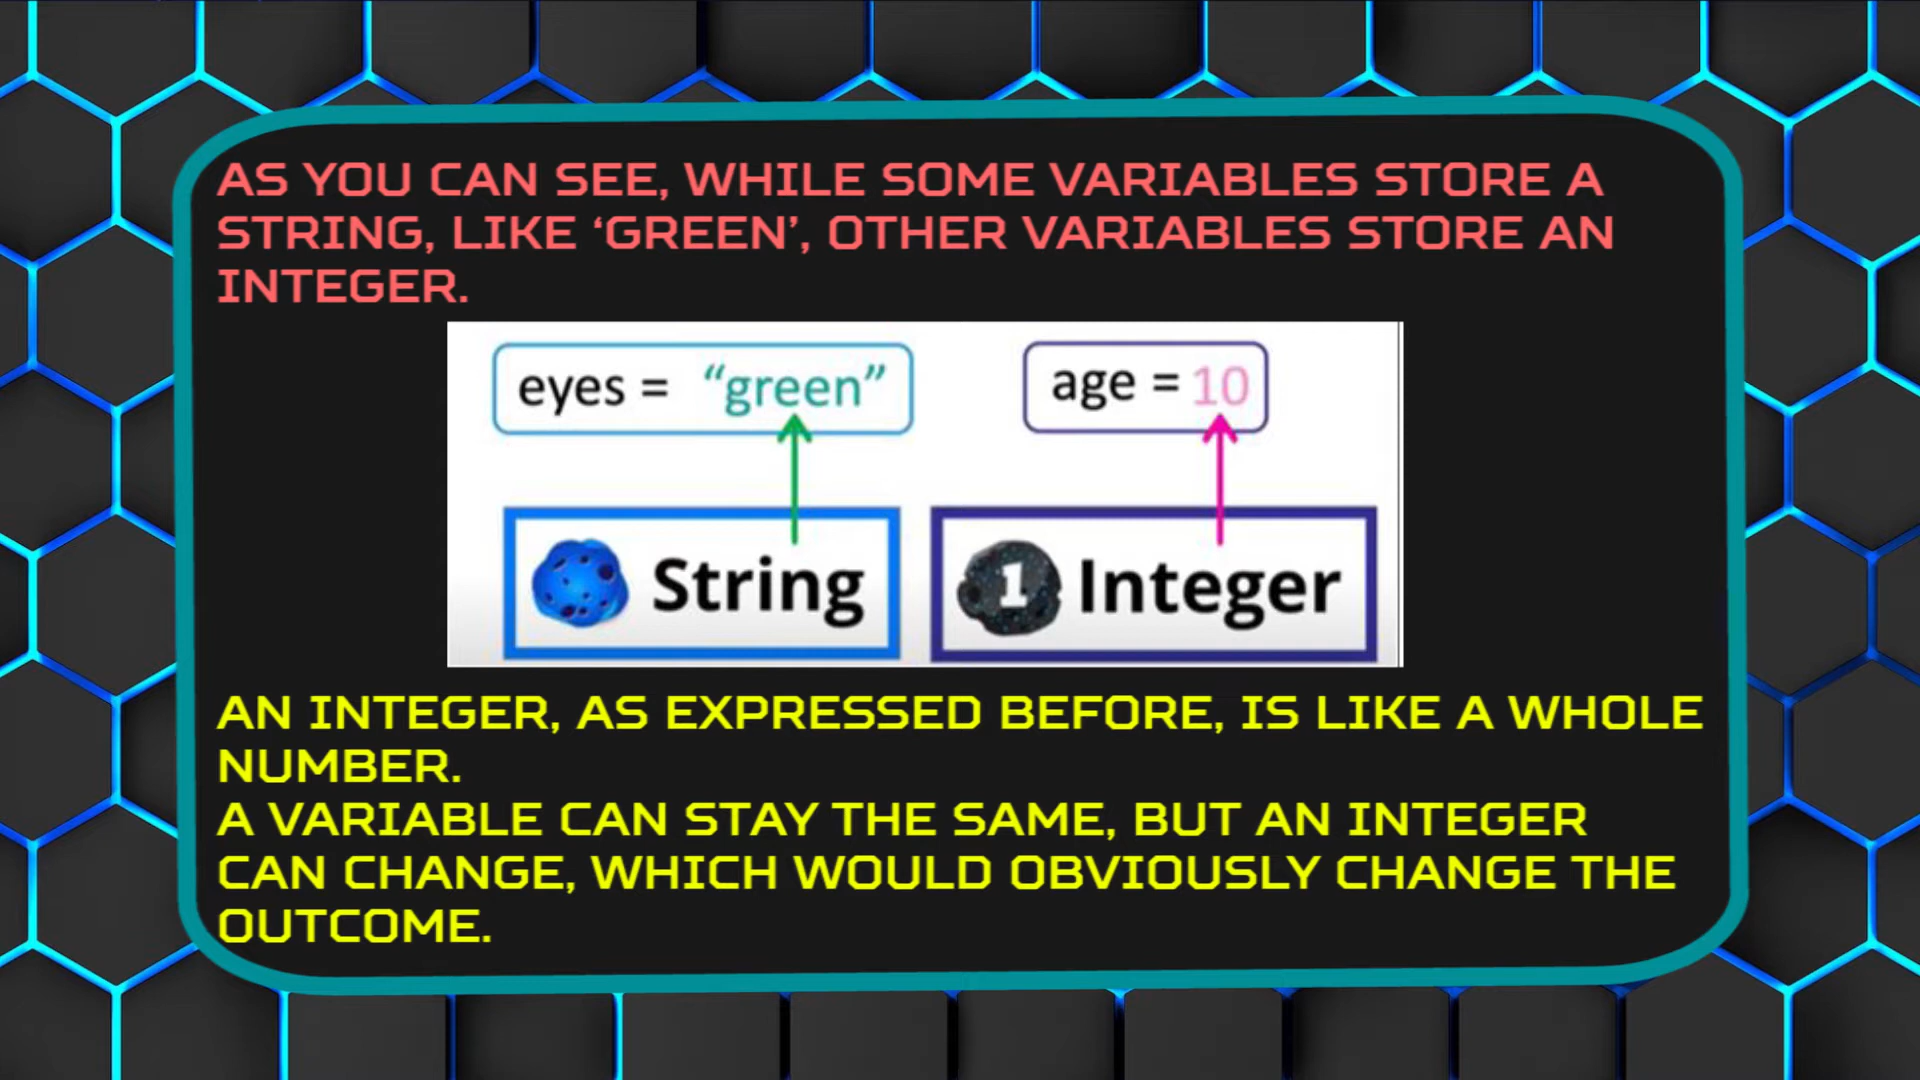 AS YOU CAN SEE, WHILE SOME VARIABLES STORE A
STRING, LIKE ‘GREEN’, OTHER VARIABLES STORE AN
INTEGER.
eyes = “green”
age = 10
String
1 Integer
AN INTEGER, AS EXPRESSED BEFORE, IS LIKE A WHOLE
NUMBER.
A VARIABLE CAN STAY THE SAME, BUT AN INTEGER
CAN CHANGE, WHICH WOULD OBVIOUSLY CHANGE THE
OUTCOME.